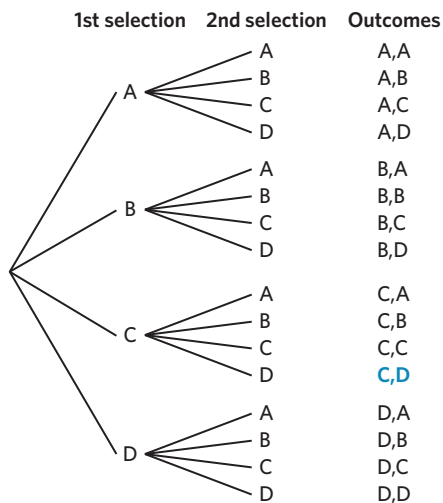 1st selection 2nd selection Outcomes
A A,A
B A,B
A
C A,C
D A,D
A B,A
B B,B
B
C B,C
D B,D
A C,A
B C,B
C
C C,C
D C,D
A D,A
B D,B
D
C D,C
D D,D